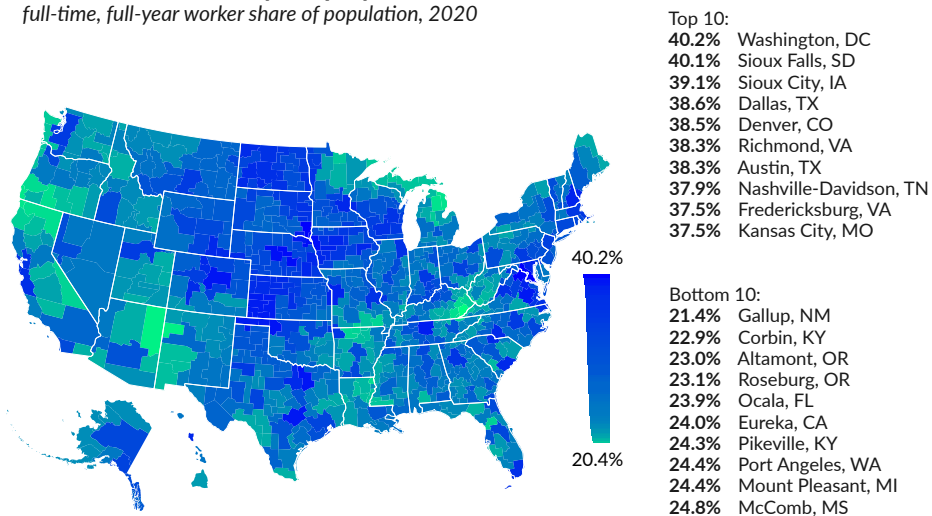 full-time, full-year worker share of population, 2020
Top 10:
40.2% Washington, DC
40.1% Sioux Falls, SD
39.1% Sioux City, IA
38.6% Dallas, TX
38.5% Denver, CO
38.3% Richmond, VA
38.3% Austin, TX
37.9% Nashville-Davidson, TN
37.5% Fredericksburg, VA
37.5% Kansas City, MO
40.2%
20.4%
Bottom 10:
21.4% Gallup, NM
22.9% Corbin, KY
23.0% Altamont, OR
23.1% Roseburg, OR
23.9% Ocala, FL
24.0% Eureka, CA
24.3% Pikeville, KY
24.4% Port Angeles, WA
24.4% Mount Pleasant, MI
24.8% McComb, MS